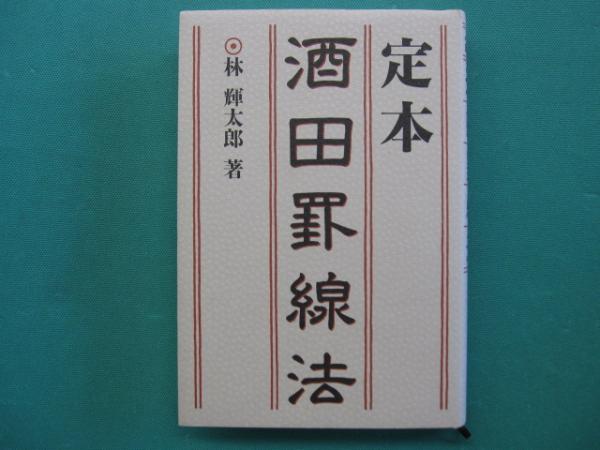 定本
酒田罫線法
林 輝太郎 著